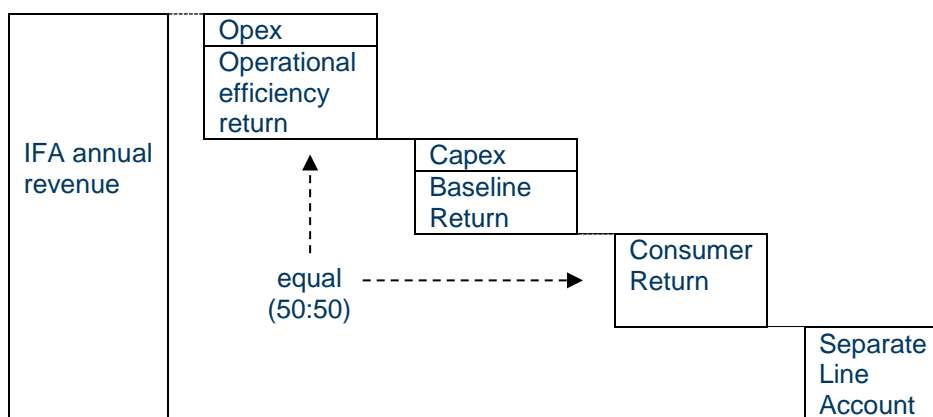 IFA annual
revenue
Opex
Operational
efficiency
return
Capex
Baseline
Return
equal
(50:50)
Consumer
Return
Separate
Line
Account